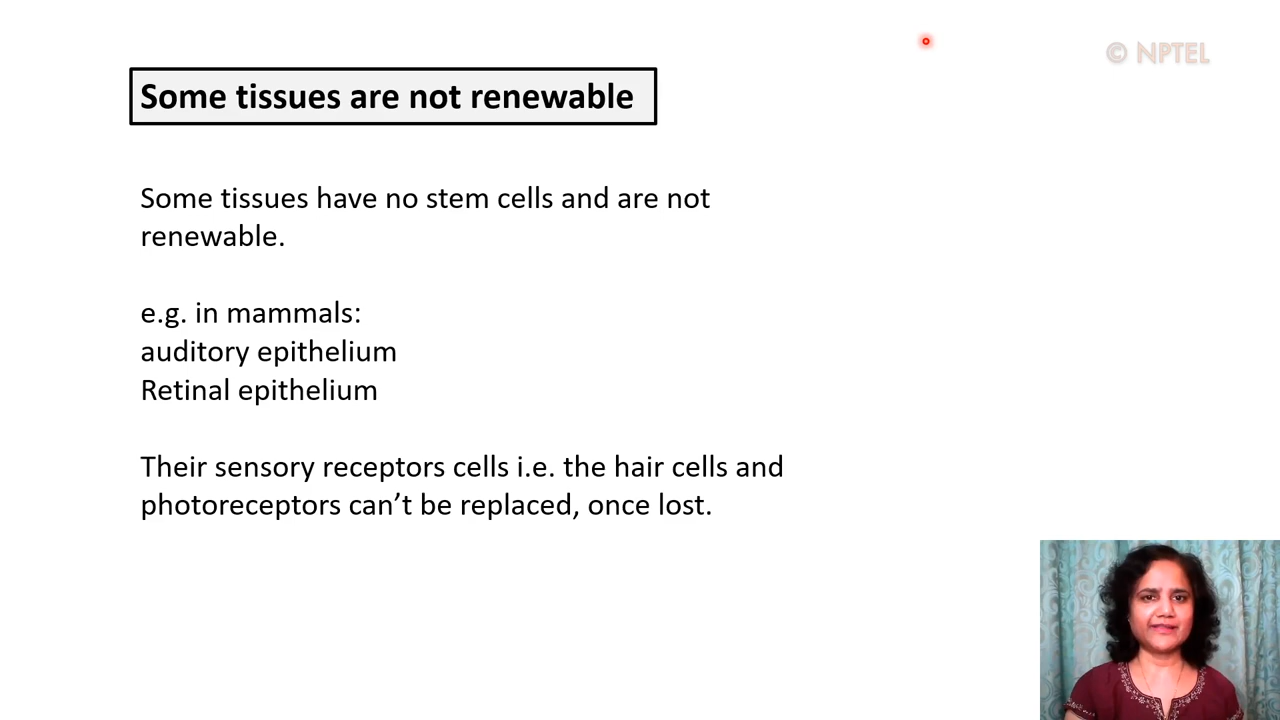 © NPTEL
Some tissues are not renewable
Some tissues have no stem cells and are not
renewable.
e.g. in mammals:
auditory epithelium
Retinal epithelium
Their sensory receptors cells i.e. the hair cells and
photoreceptors can’t be replaced, once lost.